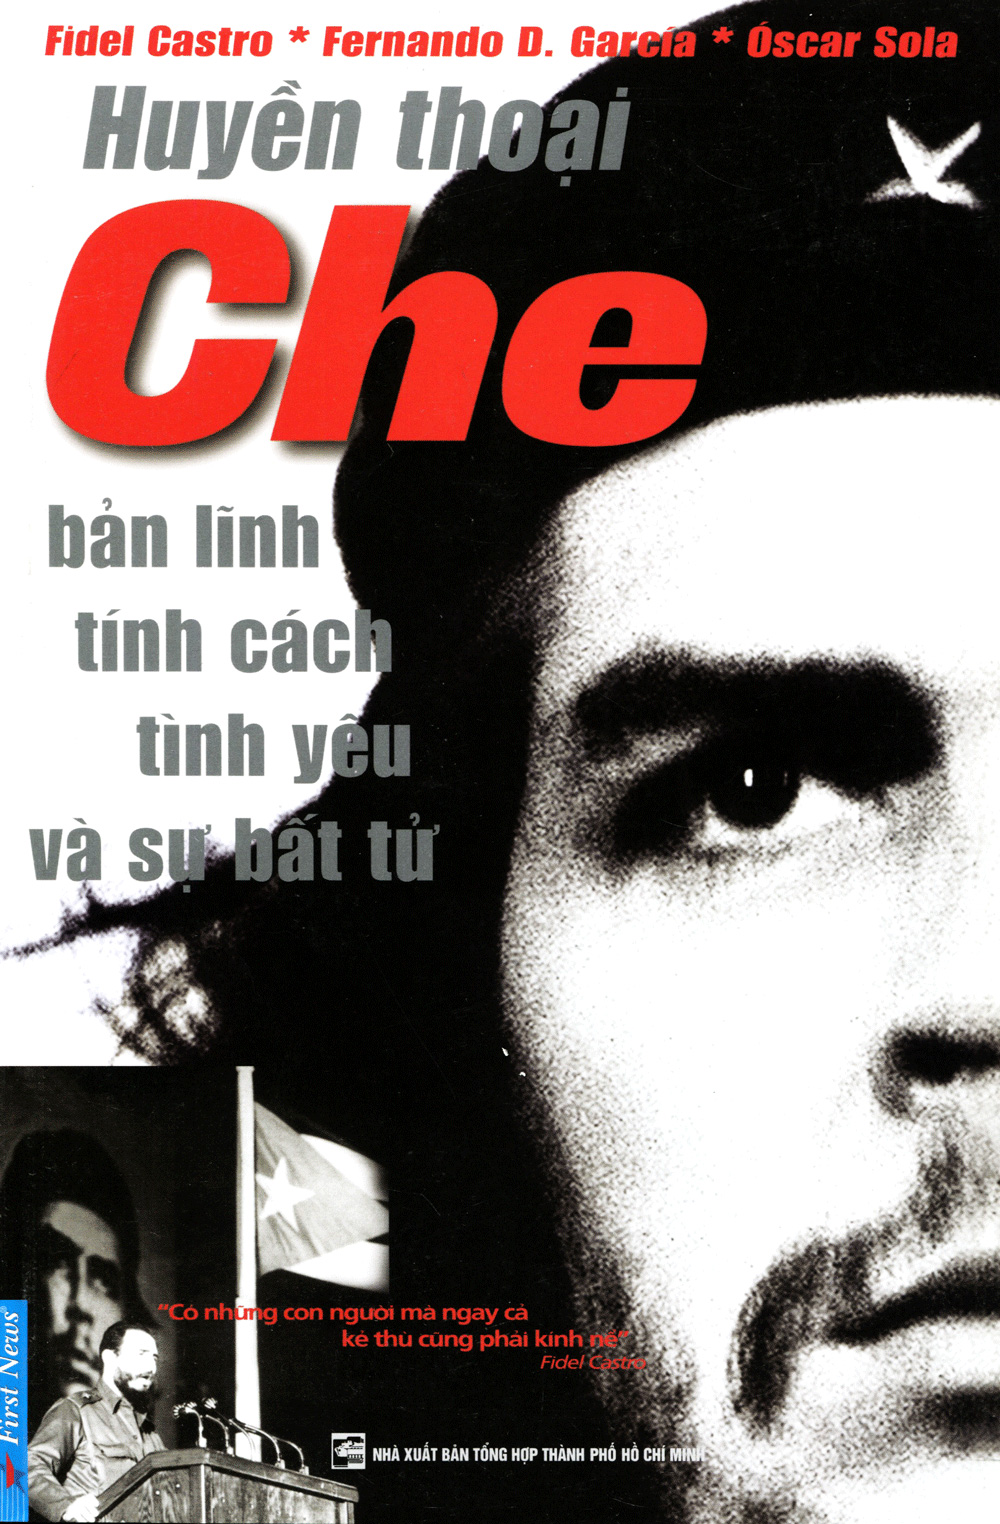 Fidel Castro * Fernando D. García * Óscar Sola
Huyền thoại
Che
bản lĩnh
tính cách
tình yêu
và sự bất tử
"Có những con người mà ngay cả
kẻ thù cũng phải kính nể"
Fidel Castro
First News®
NHÀ XUẤT BẢN TỔNG HỢP THÀNH PHỐ HỒ CHÍ MINH